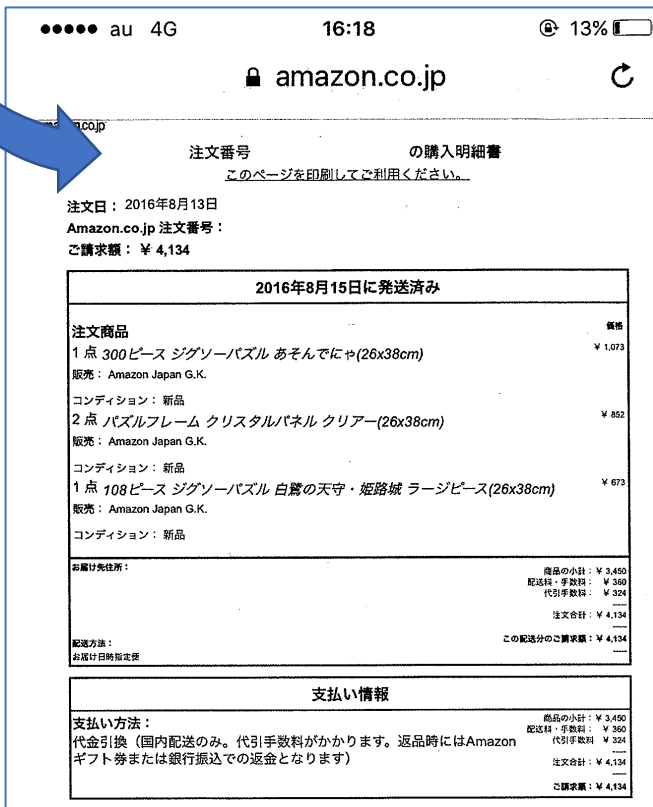 au 4G 16:18 13%
amazon.co.jp
注文番号 の購入明細書
このページを印刷してご利用ください。
注文日： 2016年8月13日
Amazon.co.jp 注文番号：
ご請求額： ¥ 4,134
2016年8月15日に発送済み
注文商品 価格
1 点 300ピース ジグソーパズル あそんでにゃ(26x38cm) ¥ 1,073
販売： Amazon Japan G.K.
コンディション： 新品
2 点 パズルフレーム クリスタルパネル クリアー(26x38cm) ¥ 852
販売： Amazon Japan G.K.
コンディション： 新品
1 点 108ピース ジグソーパズル 白鷺の天守・姫路城 ラージピース(26x38cm) ¥ 673
販売： Amazon Japan G.K.
コンディション： 新品
お届け先住所：
商品の小計： ¥ 3,450
配送料・手数料： ¥ 360
代引手数料： ¥ 324
-----
注文合計： ¥ 4,134
-----
この配送分のご請求額： ¥ 4,134
-----
配送方法：
お届け日時指定便
支払い情報
支払い方法：
代金引換（国内配送のみ。代引手数料がかかります。返品時にはAmazon
ギフト券または銀行振込での返金となります）
商品の小計： ¥ 3,450
配送料・手数料： ¥ 360
代引手数料 ¥ 324
-----
注文合計： ¥ 4,134
-----
ご請求額： ¥ 4,134